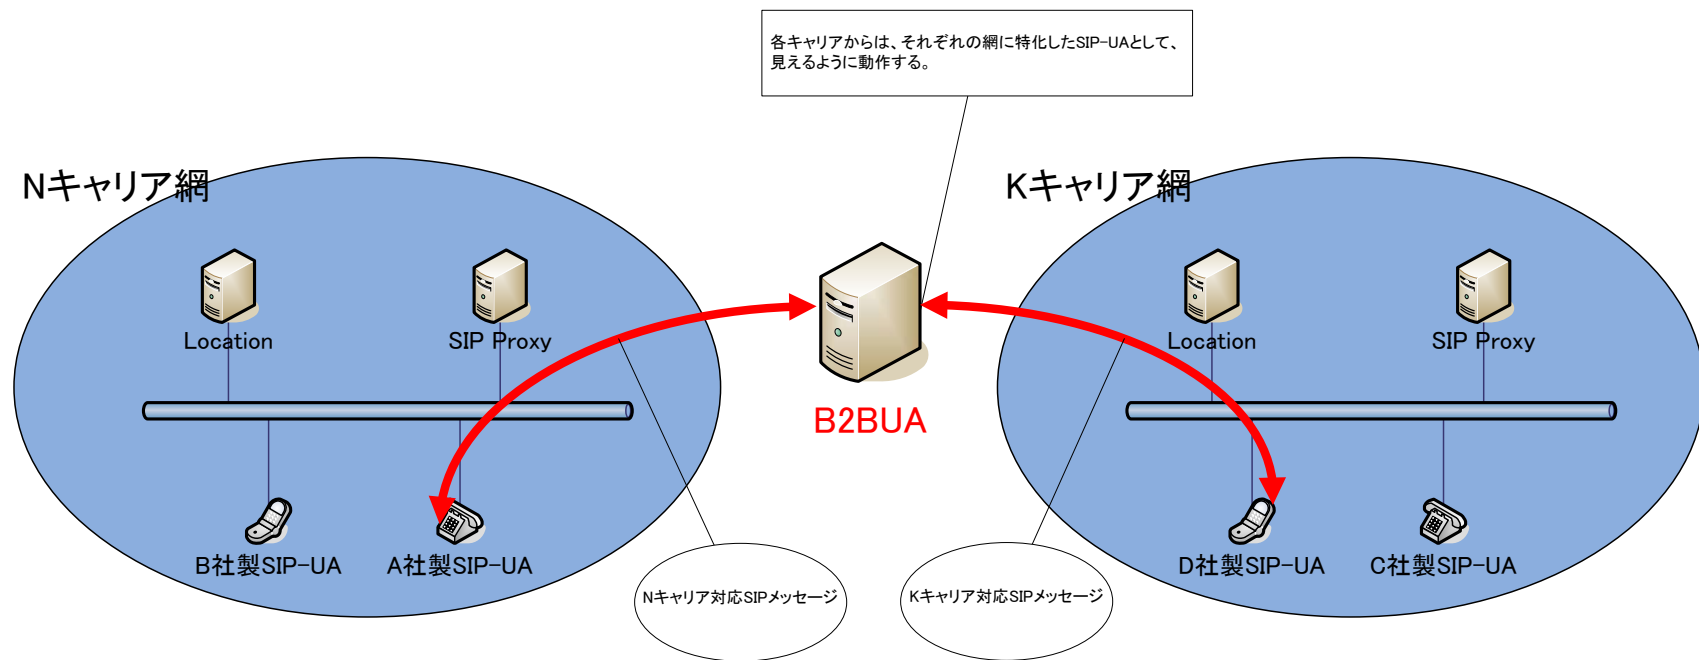 各キャリアからは、それぞれの網に特化したSIP-UAとして、
見えるように動作する。
Nキャリア網
Kキャリア網
Location
SIP Proxy
Location
SIP Proxy
B2BUA
B社製SIP-UA
A社製SIP-UA
D社製SIP-UA
C社製SIP-UA
Nキャリア対応SIPメッセージ
Kキャリア対応SIPメッセージ